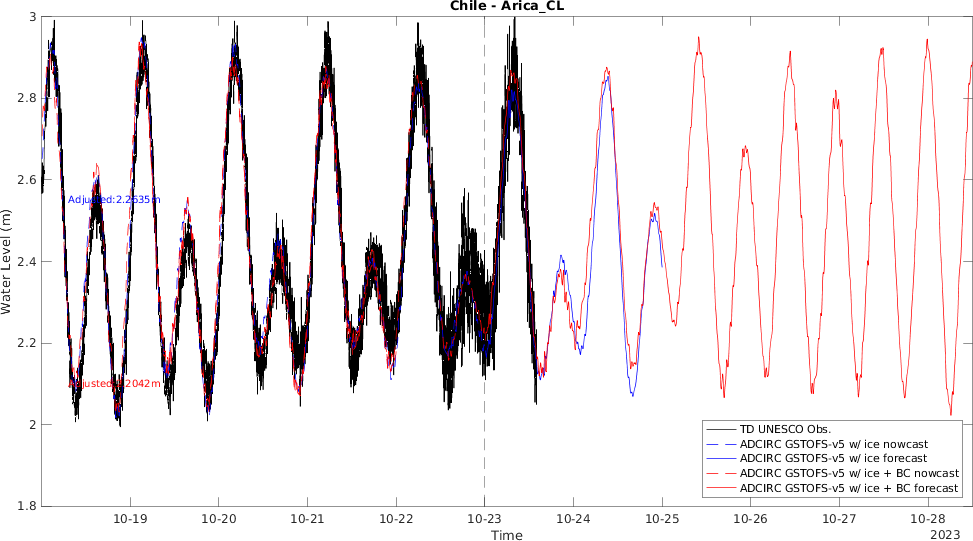 Chile - Arica_CL
3
2.8
2.6
2.4
2.2
2
1.8
Water Level (m)
Adjusted:2.2635m
TD UNESCO Obs.
ADCIRC GSTOFS-v5 w/ ice nowcast
ADCIRC GSTOFS-v5 w/ ice forecast
ADCIRC GSTOFS-v5 w/ ice + BC nowcast
ADCIRC GSTOFS-v5 w/ ice + BC forecast
10-19
10-20
10-21
10-22
10-23
10-24
10-25
10-26
10-27
10-28
Time
2023